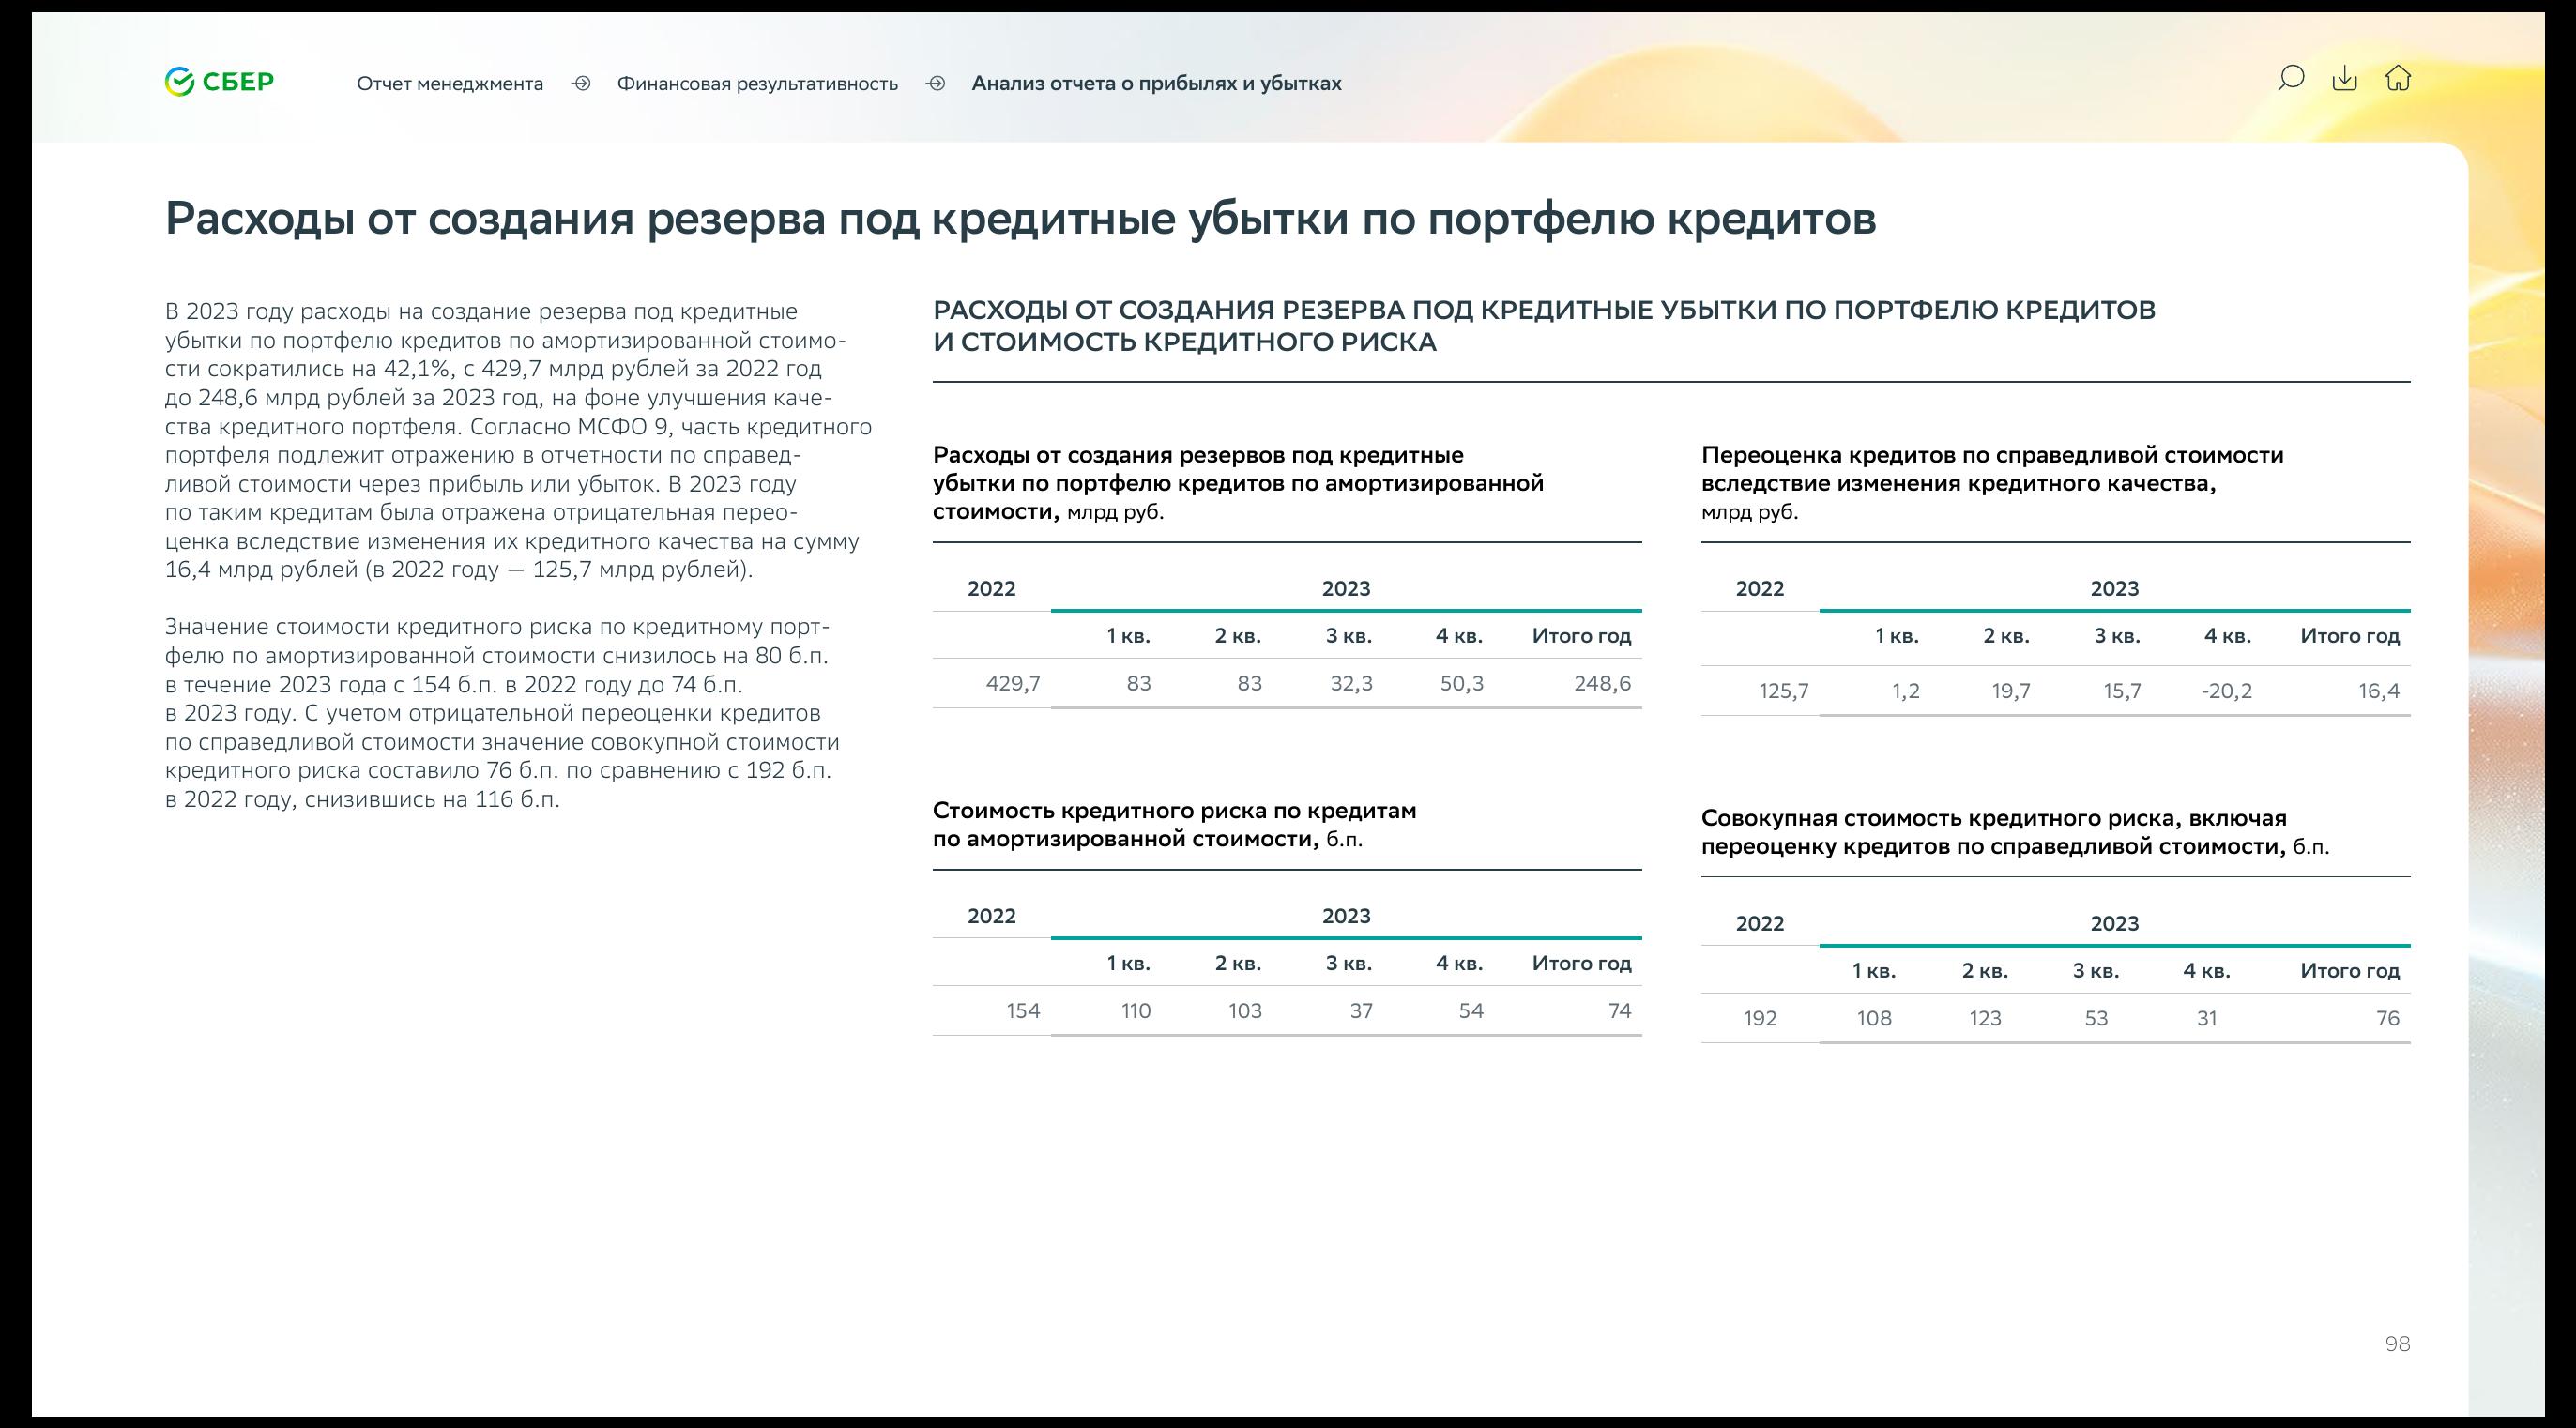 СБЕР
Отчет менеджмента
Финансовая результативность
Анализ отчета о прибылях и убытках
Расходы от создания резерва под кредитные убытки по портфелю кредитов
В 2023 году расходы на создание резерва под кредитные
убытки по портфелю кредитов по амортизированной стоимо-
сти сократились на 42,1%, с 429,7 млрд рублей за 2022 год
до 248,6 млрд рублей за 2023 год, на фоне улучшения каче-
ства кредитного портфеля. Согласно МСФО 9, часть кредитного
портфеля подлежит отражению в отчетности по справед-
ливой стоимости через прибыль или убыток. В 2023 году
по таким кредитам была отражена отрицательная перео-
ценка вследствие изменения их кредитного качества на сумму
16,4 млрд рублей (в 2022 году — 125,7 млрд рублей).
Значение стоимости кредитного риска по кредитному порт-
фелю по амортизированной стоимости снизилось на 80 б.п.
в течение 2023 года с 154 б.п. в 2022 году до 74 б.п.
в 2023 году. С учетом отрицательной переоценки кредитов
по справедливой стоимости значение совокупной стоимости
кредитного риска составило 76 б.п. по сравнению с 192 б.п.
в 2022 году, снизившись на 116 б.п.
РАСХОДЫ ОТ СОЗДАНИЯ РЕЗЕРВА ПОД КРЕДИТНЫЕ УБЫТКИ ПО ПОРТФЕЛЮ КРЕДИТОВ
И СТОИМОСТЬ КРЕДИТНОГО РИСКА
Расходы от создания резервов под кредитные
убытки по портфелю кредитов по амортизированной
стоимости, млрд руб.
2022 2023
1 кв. 2 кв. 3 кв. 4 кв. Итого год
429,7 83 83 32,3 50,3 248,6
Переоценка кредитов по справедливой стоимости
вследствие изменения кредитного качества,
млрд руб.
2022 2023
1 кв. 2 кв. 3 кв. 4 кв. Итого год
125,7 1,2 19,7 15,7 -20,2 16,4
Стоимость кредитного риска по кредитам
по амортизированной стоимости, б.п.
2022 2023
1 кв. 2 кв. 3 кв. 4 кв. Итого год
154 110 103 37 54 74
Совокупная стоимость кредитного риска, включая
переоценку кредитов по справедливой стоимости, б.п.
2022 2023
1 кв. 2 кв. 3 кв. 4 кв. Итого год
192 108 123 53 31 76
98